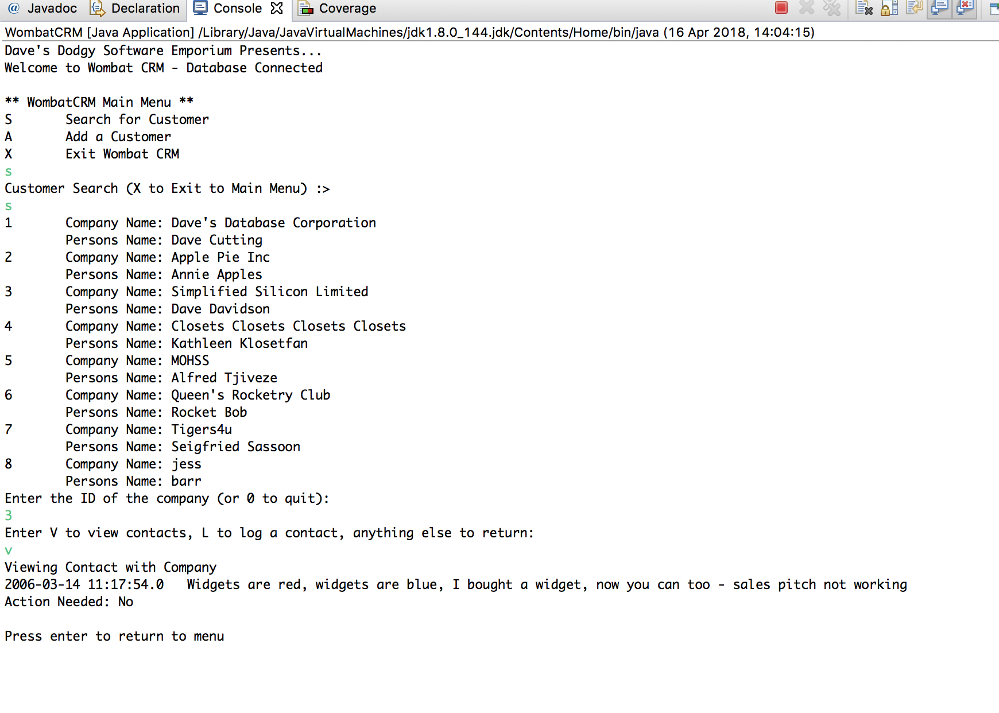 @ Javadoc Declaration Console Coverage
WombatCRM [Java Application] /Library/Java/JavaVirtualMachines/jdk1.8.0_144.jdk/Contents/Home/bin/java (16 Apr 2018, 14:04:15)
Dave's Dodgy Software Emporium Presents...
Welcome to Wombat CRM - Database Connected
** WombatCRM Main Menu **
S Search for Customer
A Add a Customer
X Exit Wombat CRM
s
Customer Search (X to Exit to Main Menu) :>
s
1 Company Name: Dave's Database Corporation
Persons Name: Dave Cutting
2 Company Name: Apple Pie Inc
Persons Name: Annie Apples
3 Company Name: Simplified Silicon Limited
Persons Name: Dave Davidson
4 Company Name: Closets Closets Closets Closets
Persons Name: Kathleen Klosetfan
5 Company Name: MOHSS
Persons Name: Alfred Tjiveze
6 Company Name: Queen's Rocketry Club
Persons Name: Rocket Bob
7 Company Name: Tigers4u
Persons Name: Seigfried Sassoon
8 Company Name: jess
Persons Name: barr
Enter the ID of the company (or 0 to quit):
3
Enter V to view contacts, L to log a contact, anything else to return:
v
Viewing Contact with Company
2006-03-14 11:17:54.0 Widgets are red, widgets are blue, I bought a widget, now you can too - sales pitch not working
Action Needed: No
Press enter to return to menu